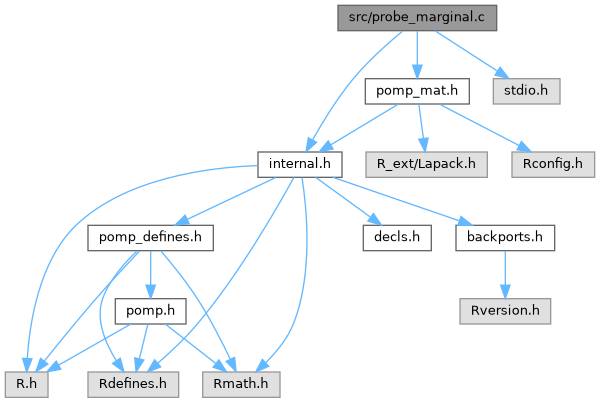 src/probe_marginal.c
pomp_mat.h
stdio.h
internal.h
R_ext/Lapack.h
Rconfig.h
pomp_defines.h
decls.h
backports.h
pomp.h
Rversion.h
R.h
Rdefines.h
Rmath.h